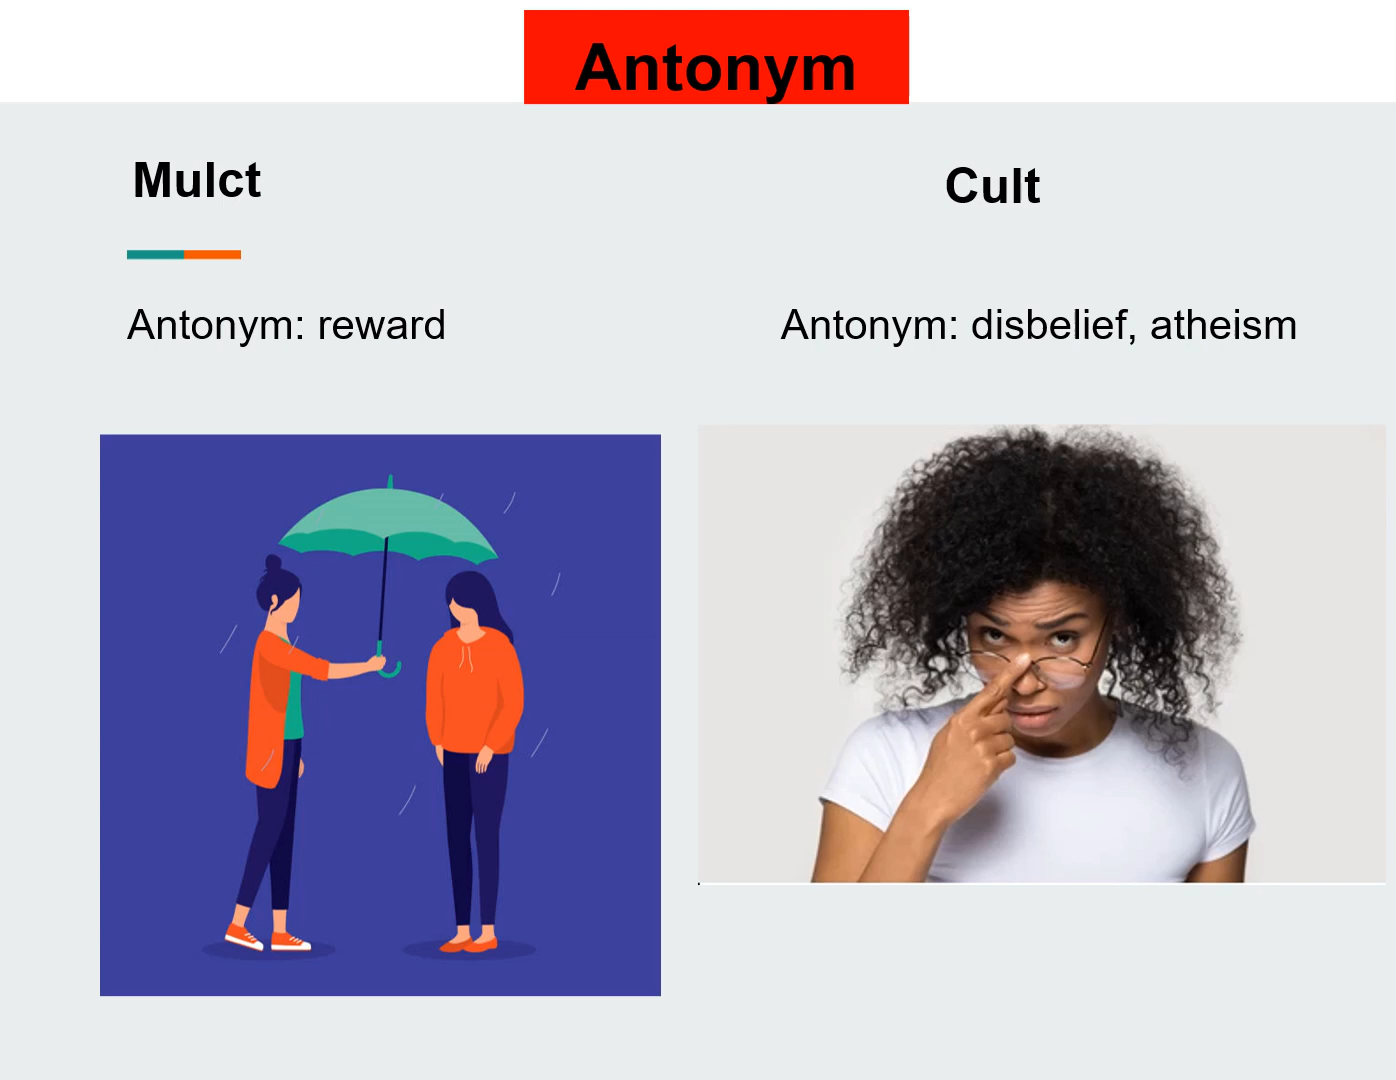 Antonym
Mulct
Antonym: reward
Cult
Antonym: disbelief, atheism